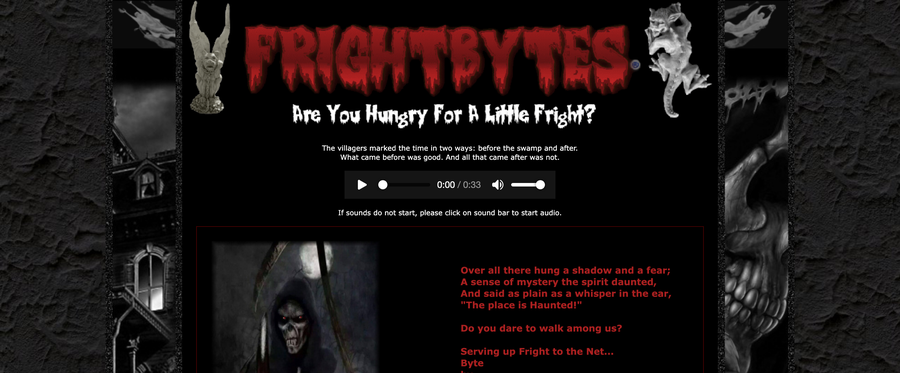 FRIGHTBYTES
Are You Hungry For A Little Fright?
The villagers marked the time in two ways: before the swamp and after.
What came before was good. And all that came after was not.
0:00 / 0:33
If sounds do not start, please click on sound bar to start audio.
Over all there hung a shadow and a fear;
A sense of mystery the spirit daunted,
And said as plain as a whisper in the ear,
"The place is Haunted!"
Do you dare to walk among us?
Serving up Fright to the Net...
Byte